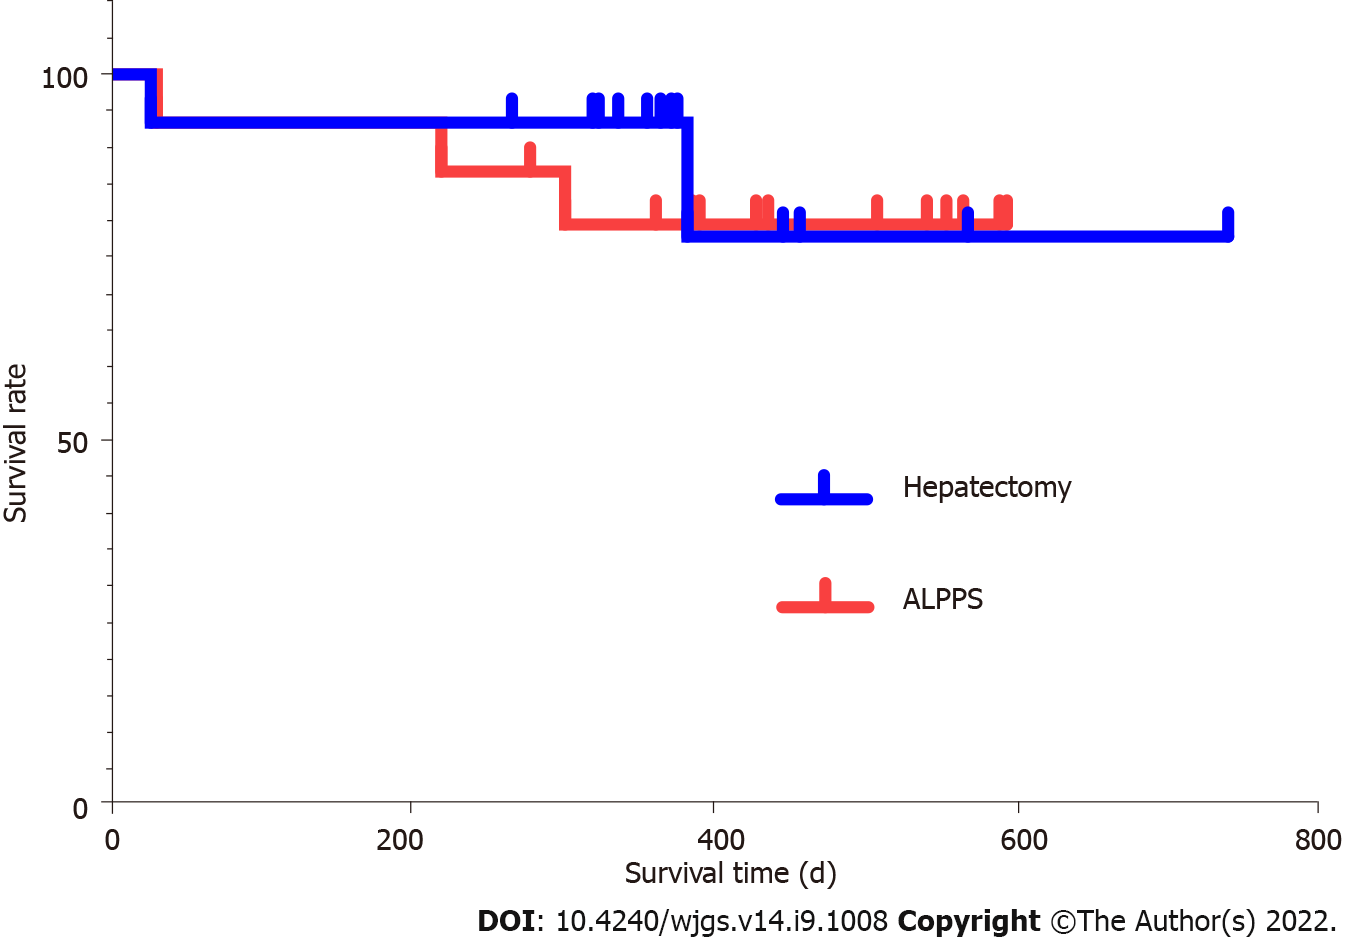 100
50
0
Survival rate
0 200 400 600 800
Survival time (d)
Hepatectomy
ALPPS
DOI: 10.4240/wjgs.v14.i9.1008 Copyright ©The Author(s) 2022.